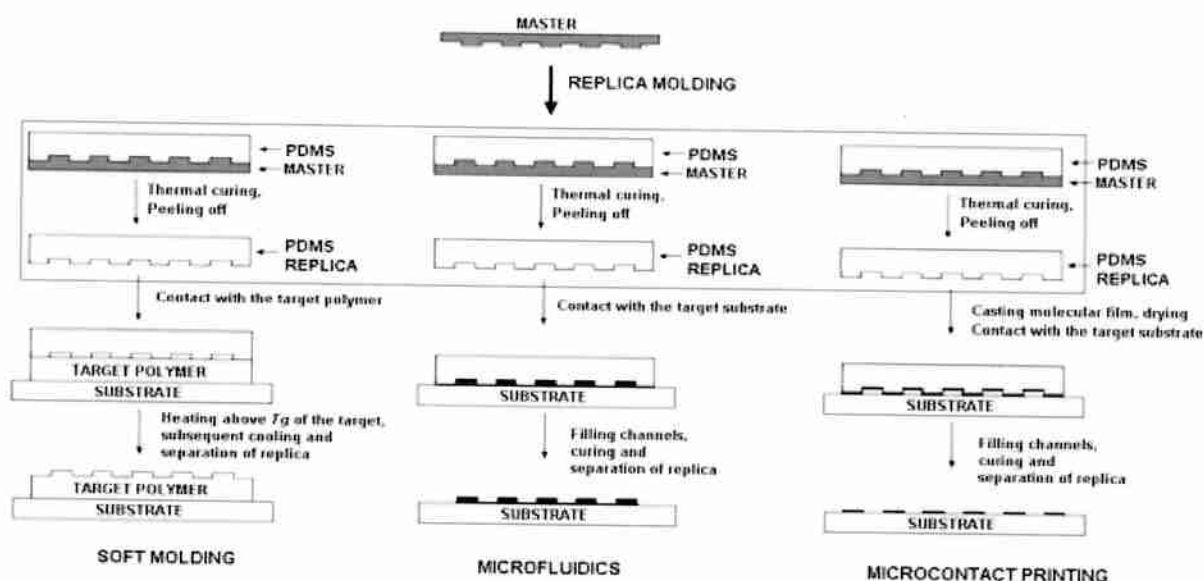 MASTER
REPLICA MOLDING
PDMS
MASTER
Thermal curing,
Peeling off
PDMS
REPLICA
Contact with the target polymer
TARGET POLYMER
SUBSTRATE
Heating above Tg of the target,
subsequent cooling and
separation of replica
TARGET POLYMER
SUBSTRATE
SOFT MOLDING
PDMS
MASTER
Thermal curing,
Peeling off
PDMS
REPLICA
Contact with the target substrate
SUBSTRATE
Filling channels,
curing and
separation of replica
SUBSTRATE
MICROFLUIDICS
PDMS
MASTER
Thermal curing,
Peeling off
PDMS
REPLICA
Casting molecular film, drying
Contact with the target substrate
SUBSTRATE
Filling channels,
curing and
separation of replica
SUBSTRATE
MICROCONTACT PRINTING